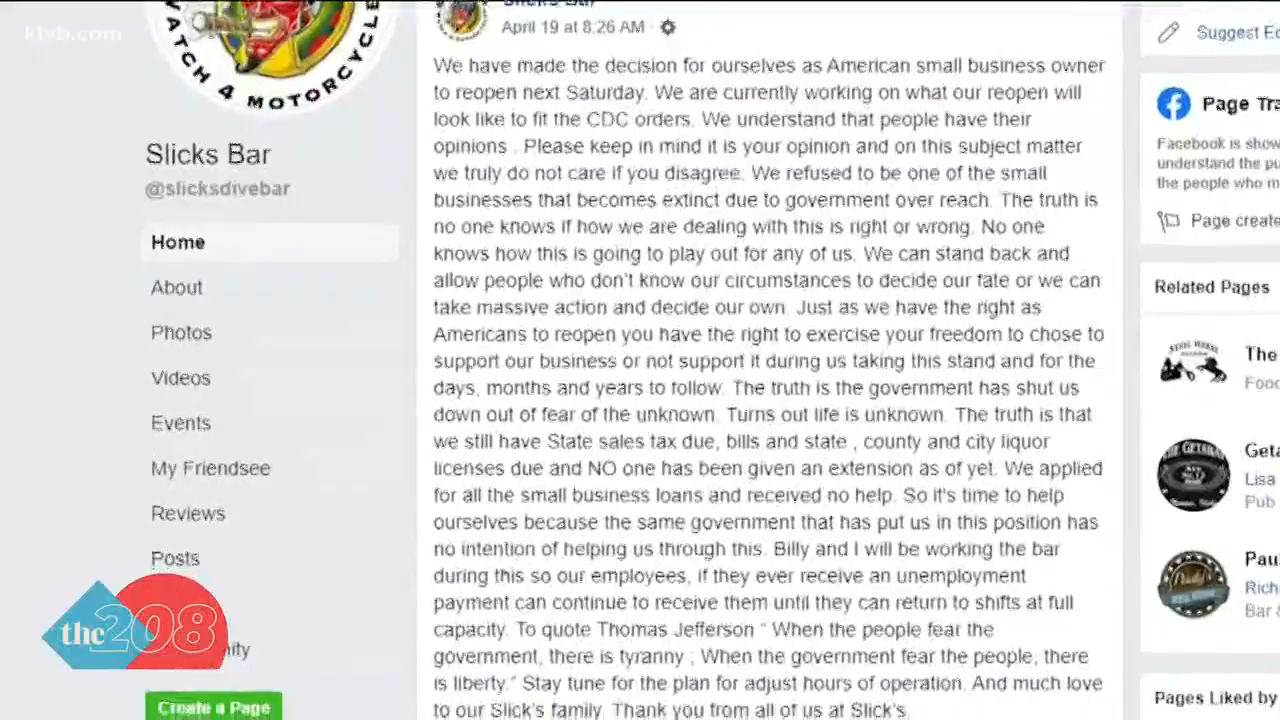 ktvb.com
WATCH 4 MOTORCYCLE
Slicks Bar
@slicksdivebar
Home
About
Photos
Videos
Events
My Friendsee
Reviews
Posts
the 208
nity
Create a Page
Slicks Bar
April 19 at 8:26 AM ·
We have made the decision for ourselves as American small business owner
to reopen next Saturday. We are currently working on what our reopen will
look like to fit the CDC orders. We understand that people have their
opinions . Please keep in mind it is your opinion and on this subject matter
we truly do not care if you disagree. We refused to be one of the small
businesses that becomes extinct due to government over reach. The truth is
no one knows if how we are dealing with this is right or wrong. No one
knows how this is going to play out for any of us. We can stand back and
allow people who don't know our circumstances to decide our fate or we can
take massive action and decide our own. Just as we have the right as
Americans to reopen you have the right to exercise your freedom to chose to
support our business or not support it during us taking this stand and for the
days, months and years to follow. The truth is the government has shut us
down out of fear of the unknown. Turns out life is unknown. The truth is that
we still have State sales tax due, bills and state , county and city liquor
licenses due and NO one has been given an extension as of yet. We applied
for all the small business loans and received no help. So it's time to help
ourselves because the same government that has put us in this position has
no intention of helping us through this. Billy and I will be working the bar
during this so our employees, if they ever receive an unemployment
payment can continue to receive them until they can return to shifts at full
capacity. To quote Thomas Jefferson " When the people fear the
government, there is tyranny ; When the government fear the people, there
is liberty." Stay tune for the plan for adjust hours of operation. And much love
to our Slick's family. Thank you from all of us at Slick's.
Suggest Ed
Page Tra
Facebook is show
understand the pu
the people who m
Page create
Related Pages
The
Food
THE GETAWAY
Geta
Lisa
Pub
Pau
Rich
Bar &
Pages Liked by